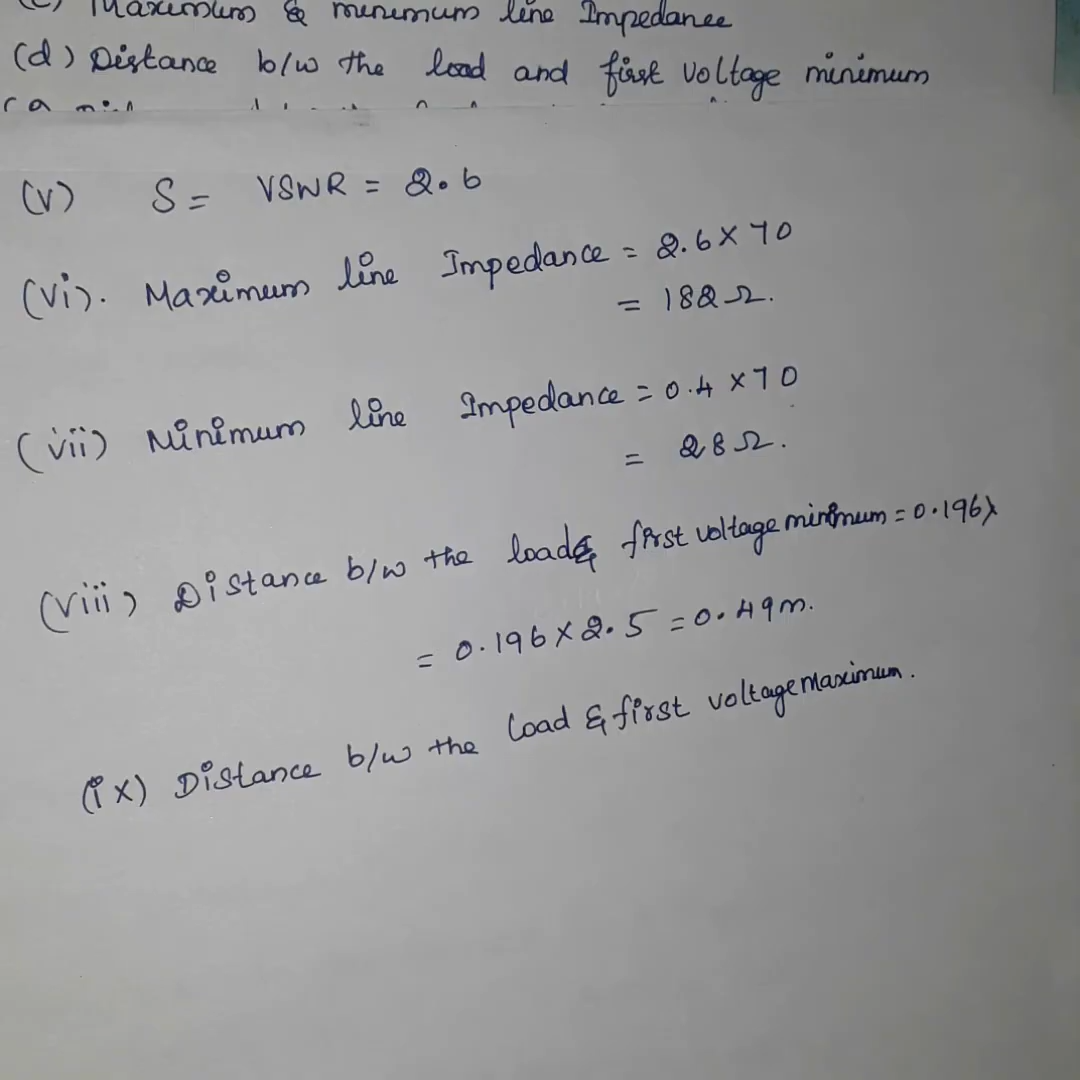 (c) Maximum & minimum line Impedance
(d) Distance b/w the load and first voltage minimum
(v) S = VSWR = 2.6
(vi). Maximum line Impedance = 2.6 × 70
= 182 Ω.
(vii) Minimum line Impedance = 0.4 × 70
= 28 Ω.
(viii) Distance b/w the load & first voltage minimum = 0.196λ
= 0.196 × 2.5 = 0.49m.
(ix) Distance b/w the load & first voltage Maximum.